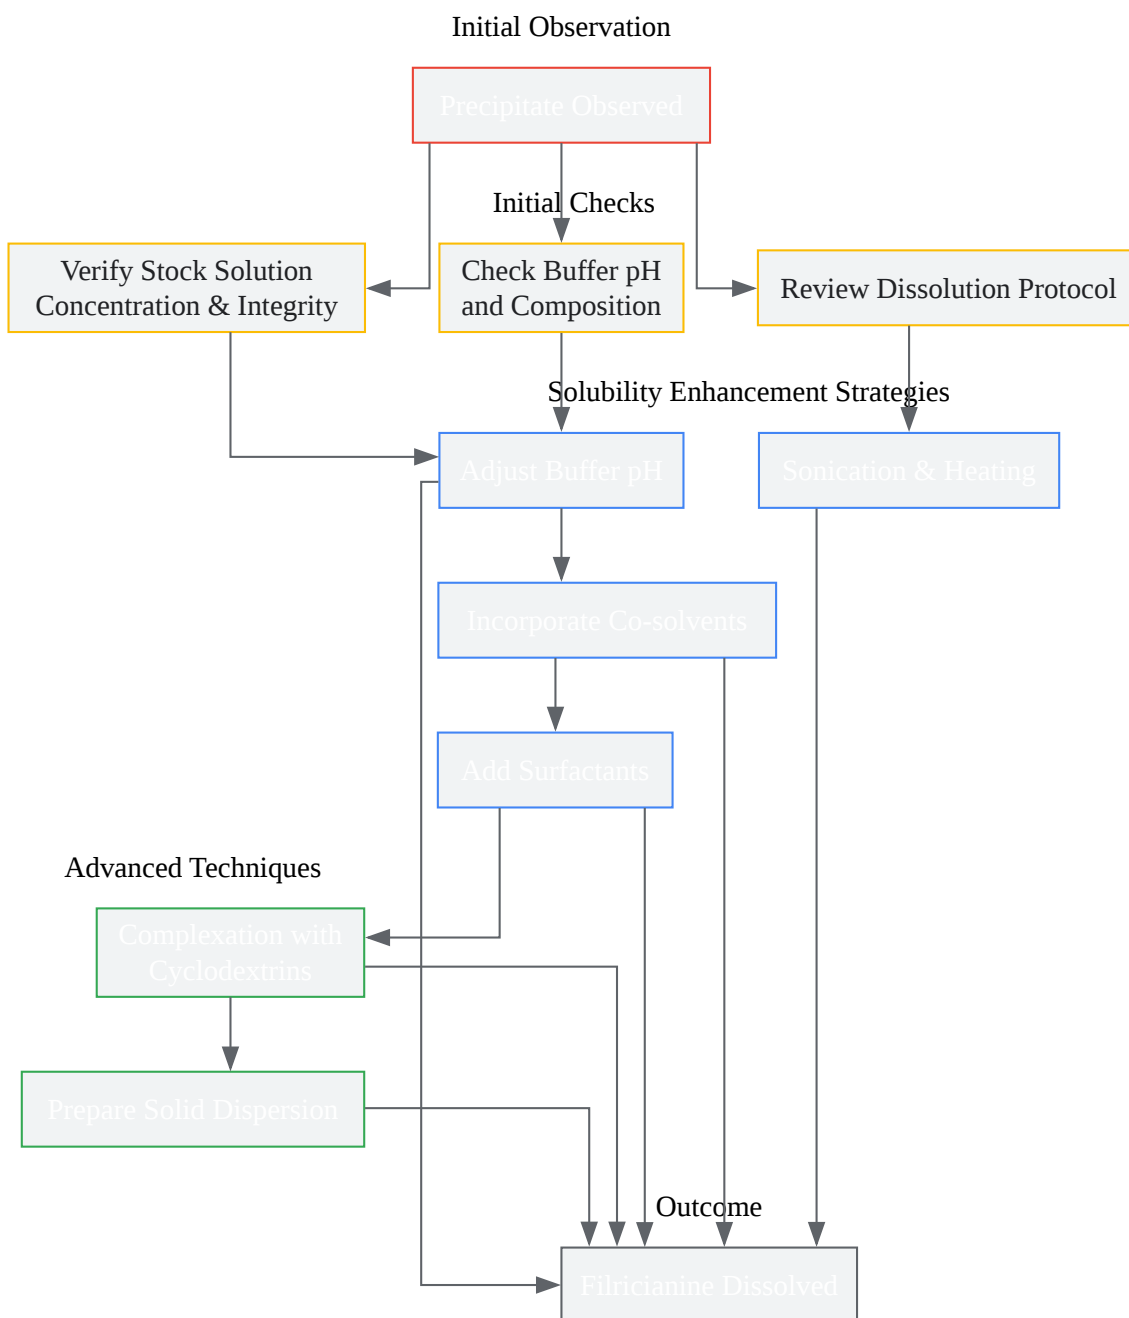 Initial Observation
Precipitate Observed
Initial Checks
Verify Stock Solution
Concentration & Integrity
Check Buffer pH
and Composition
Review Dissolution Protocol
Solubility Enhancement Strategies
Adjust Buffer pH
Sonication & Heating
Incorporate Co-solvents
Add Surfactants
Advanced Techniques
Complexation with
Cyclodextrins
Prepare Solid Dispersion
Outcome
Filricianine Dissolved